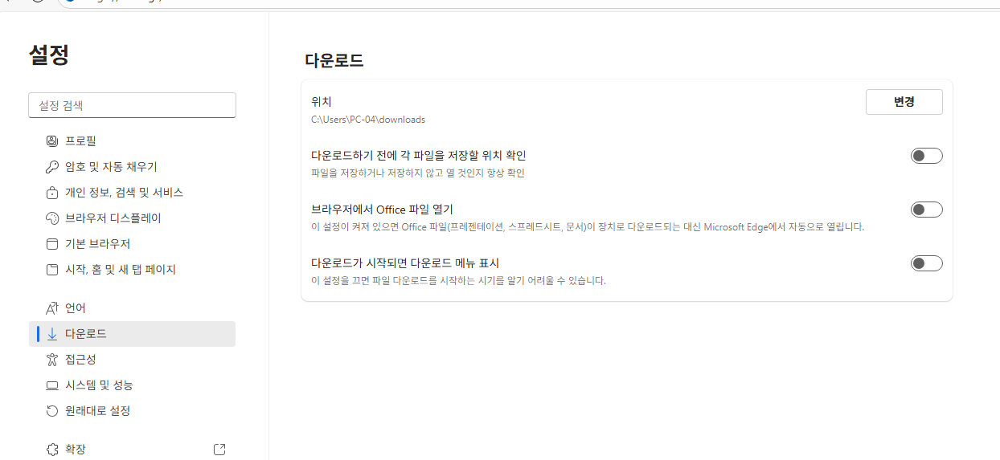 설정
설정 검색
프로필
암호 및 자동 채우기
개인 정보, 검색 및 서비스
브라우저 디스플레이
기본 브라우저
시작, 홈 및 새 탭 페이지
언어
다운로드
접근성
시스템 및 성능
원래대로 설정
확장
다운로드
위치
C:\Users\PC-04\downloads
변경
다운로드하기 전에 각 파일을 저장할 위치 확인
파일을 저장하거나 저장하지 않고 열 것인지 항상 확인
브라우저에서 Office 파일 열기
이 설정이 켜져 있으면 Office 파일(프레젠테이션, 스프레드시트, 문서)이 장치로 다운로드되는 대신 Microsoft Edge에서 자동으로 열립니다.
다운로드가 시작되면 다운로드 메뉴 표시
이 설정을 끄면 파일 다운로드를 시작하는 시기를 알기 어려울 수 있습니다.